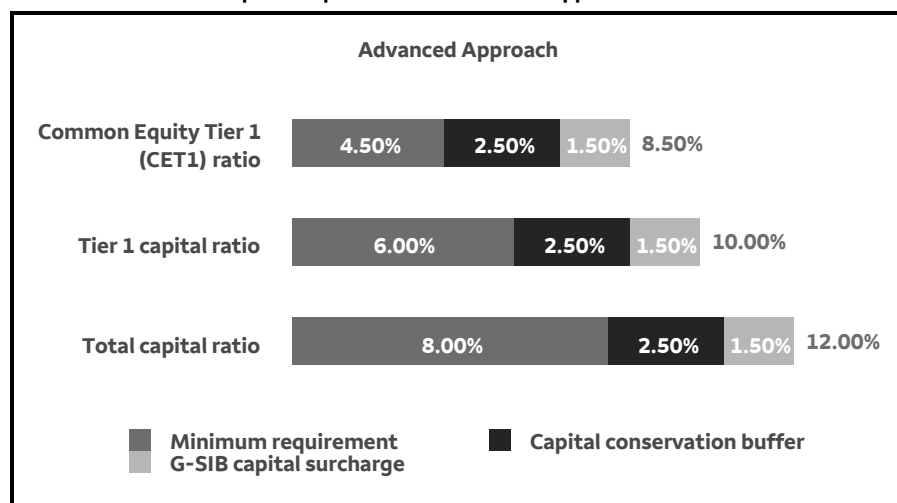 Advanced Approach
Common Equity Tier 1
(CET1) ratio
4.50% 2.50% 1.50% 8.50%
Tier 1 capital ratio
6.00% 2.50% 1.50% 10.00%
Total capital ratio
8.00% 2.50% 1.50% 12.00%
Minimum requirement
Capital conservation buffer
G-SIB capital surcharge